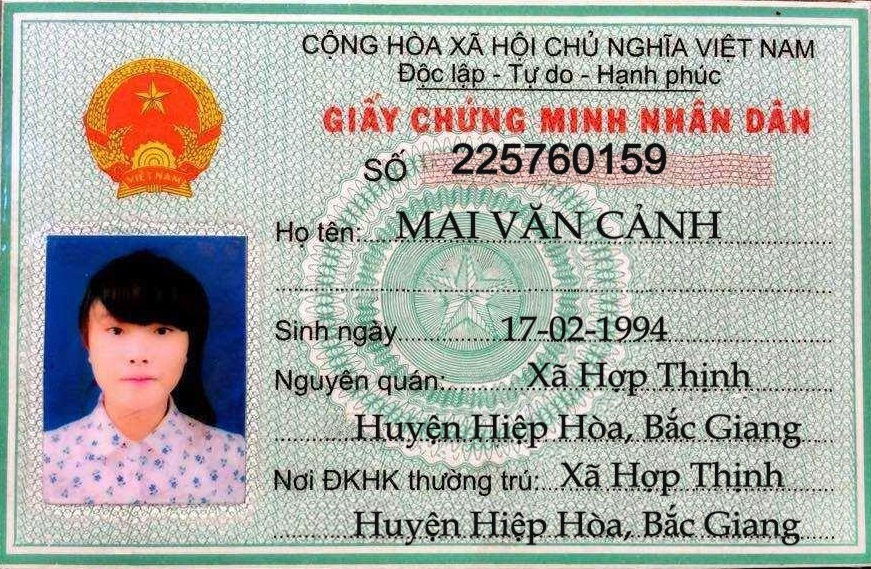 CỘNG HÒA XÃ HỘI CHỦ NGHĨA VIỆT NAM
Độc lập - Tự do - Hạnh phúc
GIẤY CHỨNG MINH NHÂN DÂN
SỐ 225760159
VIỆT NAM
Họ tên: MAI VĂN CẢNH
Sinh ngày 17-02-1994
Nguyên quán: Xã Hợp Thịnh
Huyện Hiệp Hòa, Bắc Giang
Nơi ĐKHK thường trú: Xã Hợp Thịnh
Huyện Hiệp Hòa, Bắc Giang